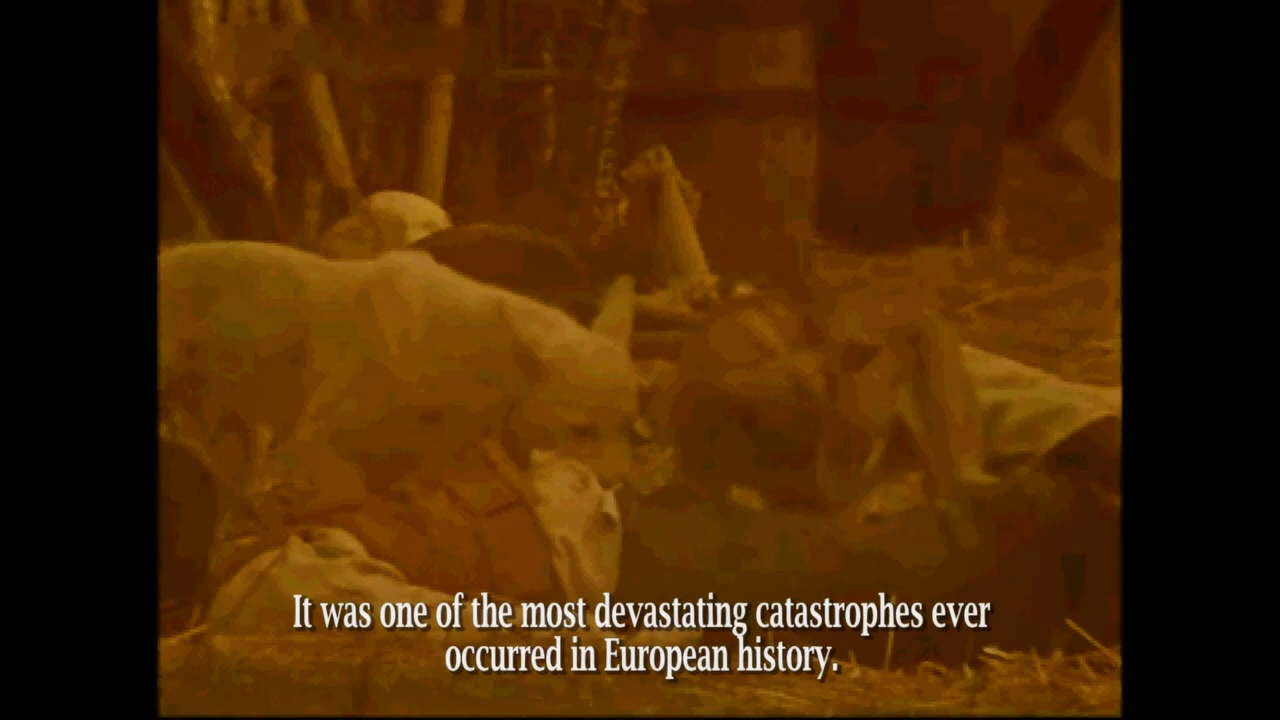 It was one of the most devastating catastrophes ever
occurred in European history.